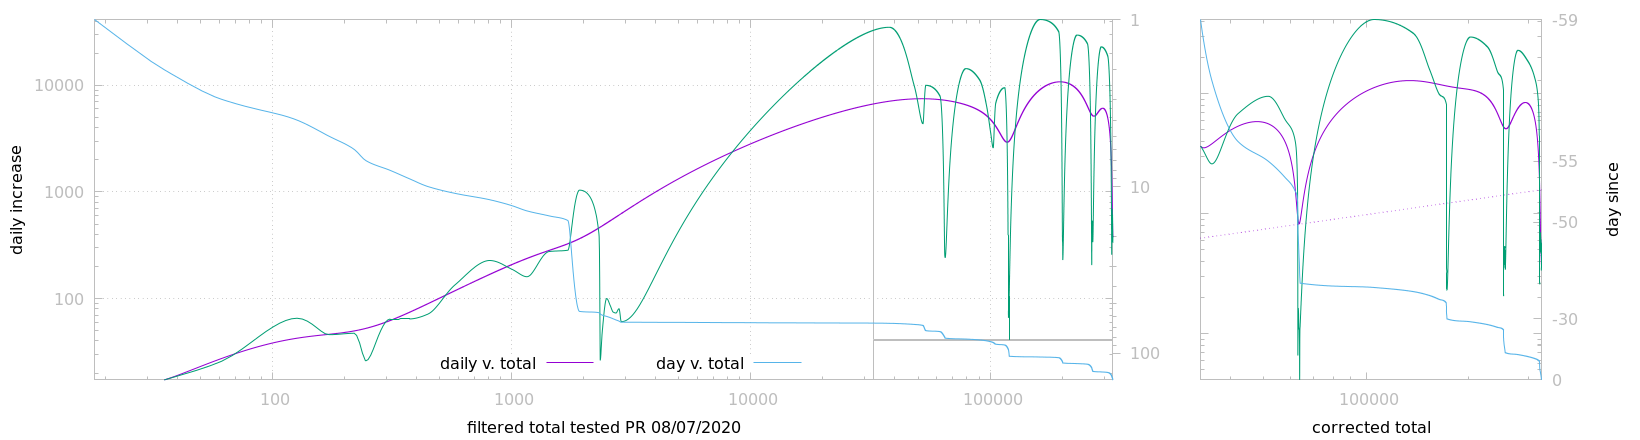 daily increase
10000
1000
100
daily v. total
day v. total
100
1000
10000
100000
filtered total tested PR 08/07/2020
1
10
100
100000
corrected total
-59
-55
-50
-30
0
day since